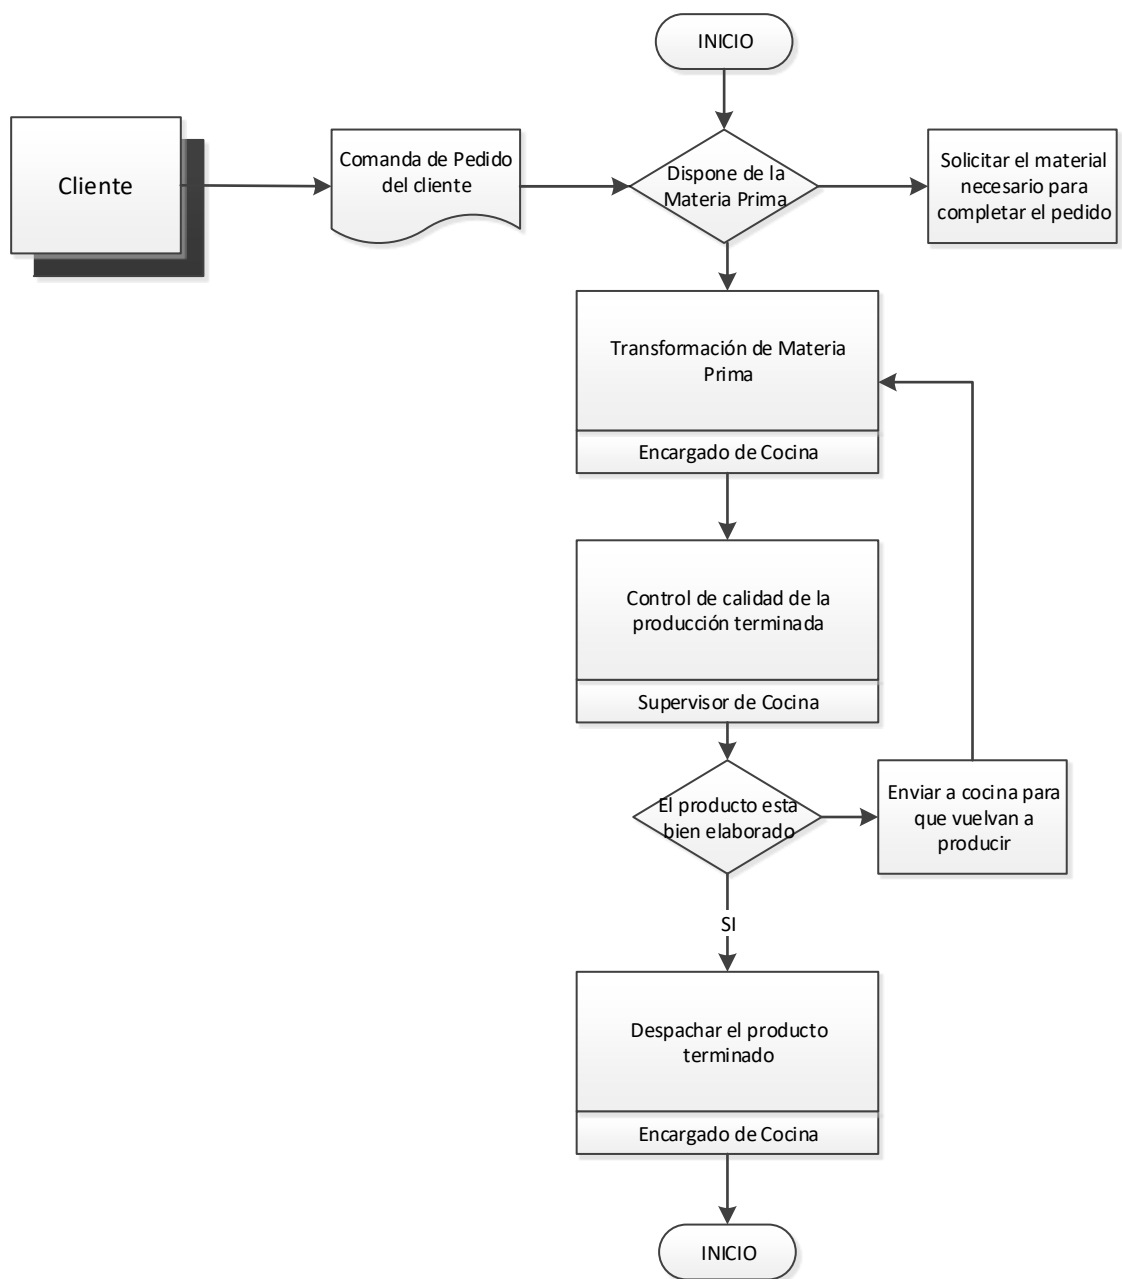 INICIO
Cliente
Comanda de Pedido
del cliente
Dispone de la
Materia Prima
Solicitar el material
necesario para
completar el pedido
Transformación de Materia
Prima
Encargado de Cocina
Control de calidad de la
producción terminada
Supervisor de Cocina
El producto esta
bien elaborado
Enviar a cocina para
que vuelvan a
producir
SI
Despachar el producto
terminado
Encargado de Cocina
INICIO